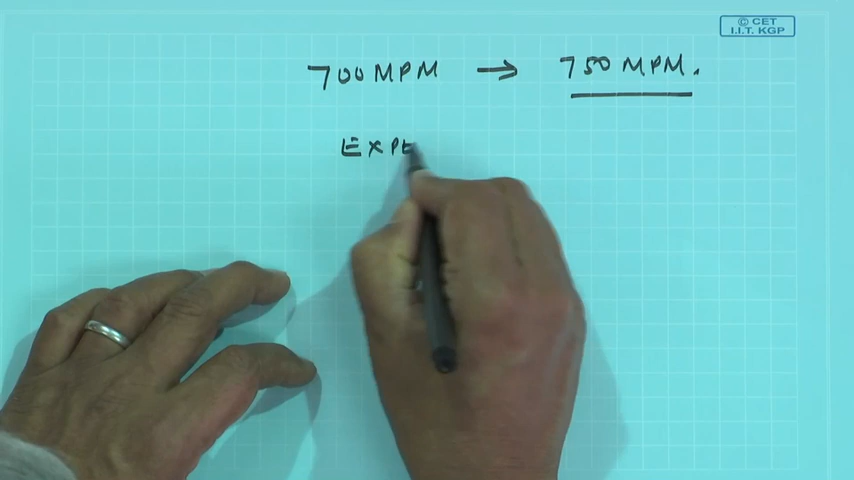 © CET
I.I.T. KGP
700 MPM → 750 MPM.
EXPE